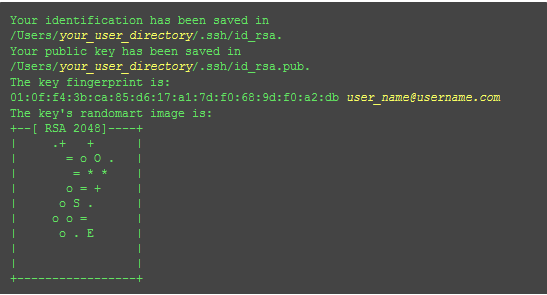 Your identification has been saved in
/Users/your_user_directory/.ssh/id_rsa.
Your public key has been saved in
/Users/your_user_directory/.ssh/id_rsa.pub.
The key fingerprint is:
01:0f:f4:3b:ca:85:d6:17:a1:7d:f0:68:9d:f0:a2:db user_name@username.com
The key's randomart image is:
+--[ RSA 2048]----+
|     .+   +      |
|       = o O .   |
|        = * *    |
|       o = +     |
|      o S .      |
|     o o =       |
|      o . E      |
|                 |
|                 |
+-----------------+